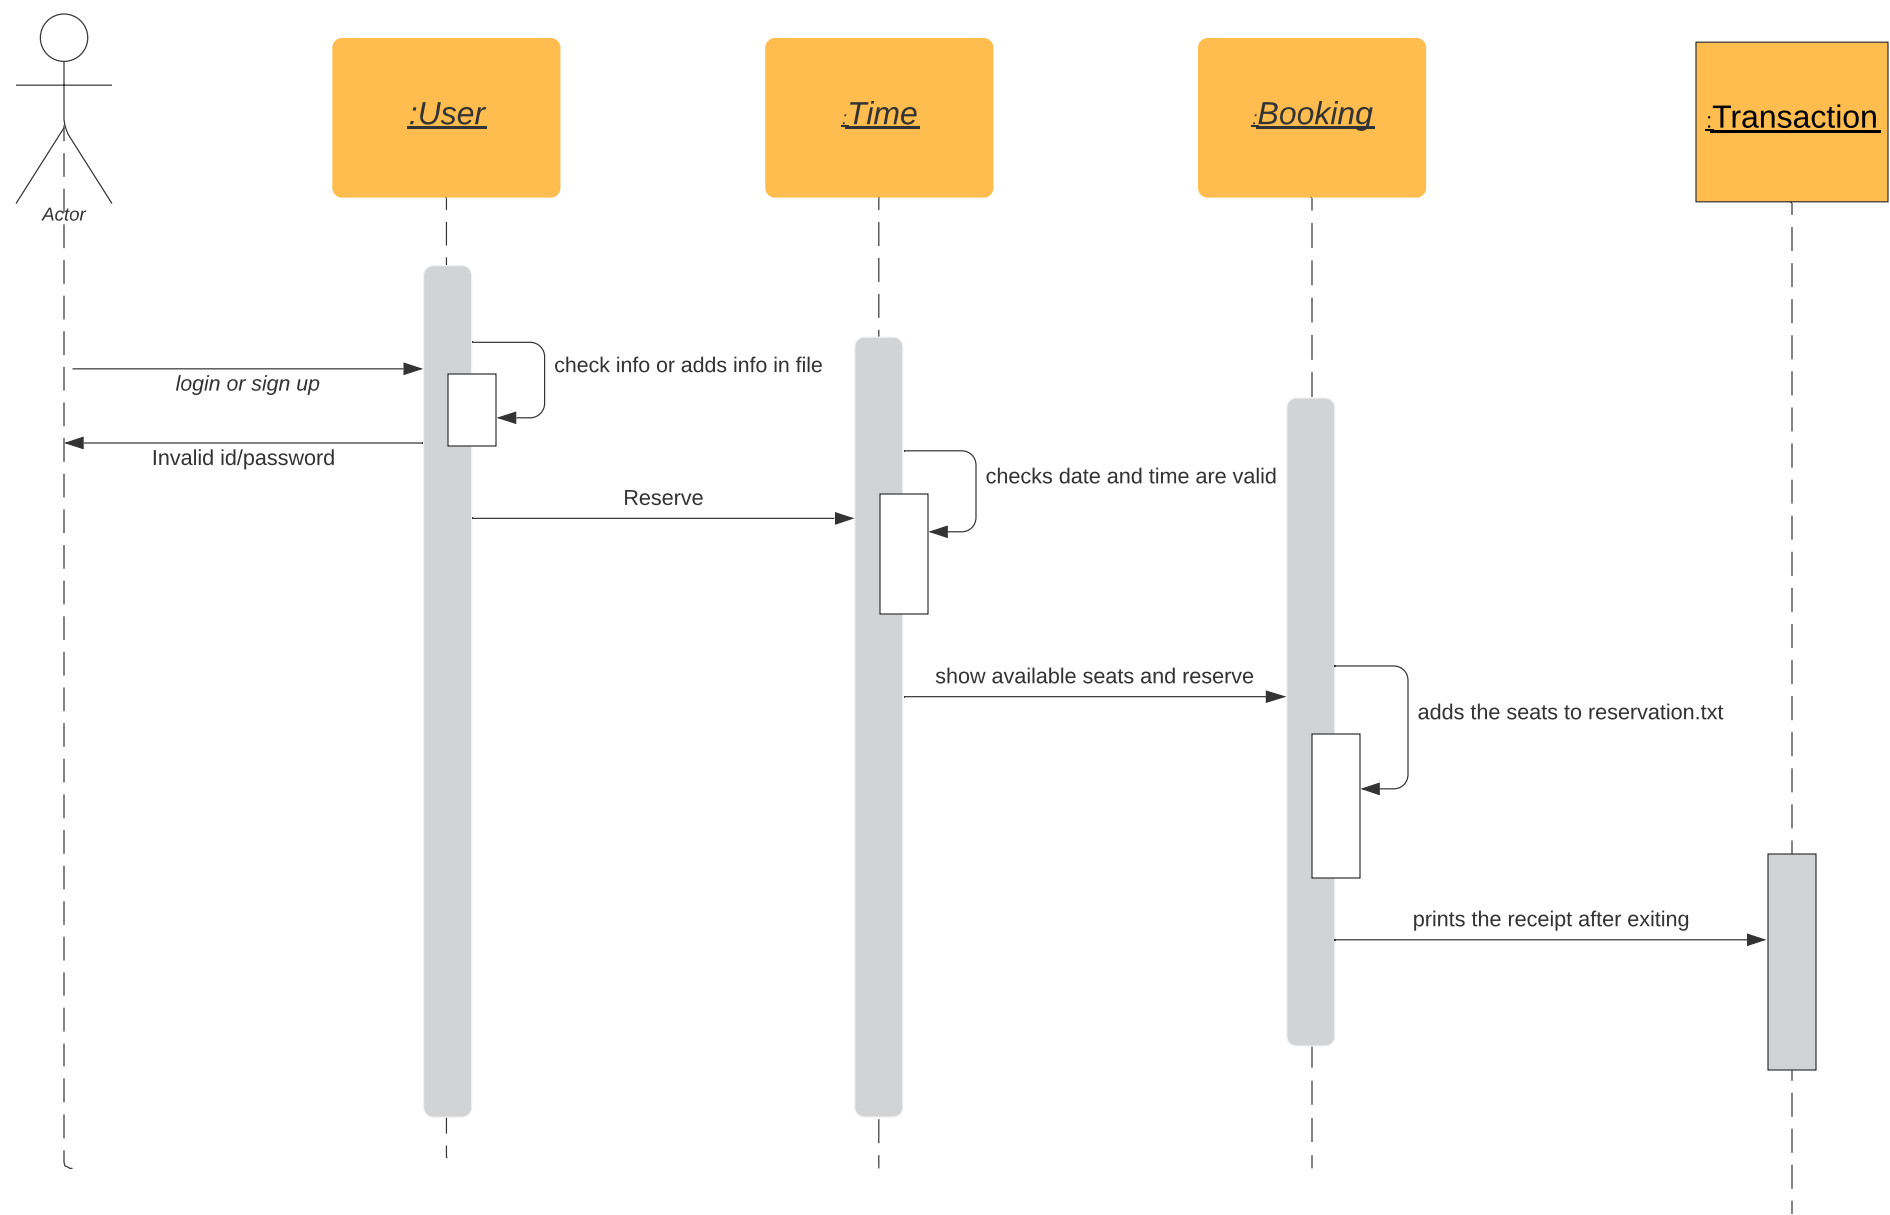 :User
:Time
:Booking
:Transaction
Actor
check info or adds info in file
login or sign up
Invalid id/password
checks date and time are valid
Reserve
show available seats and reserve
adds the seats to reservation.txt
prints the receipt after exiting